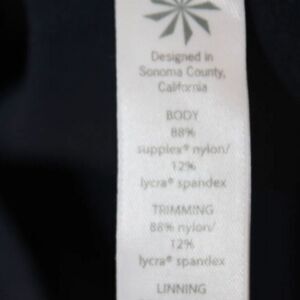 Designed in
Sonoma County,
California
BODY
88%
supplex® nylon/
12%
lycra® spandex
TRIMMING
88% nylon/
12%
lycra® spandex
LINNING